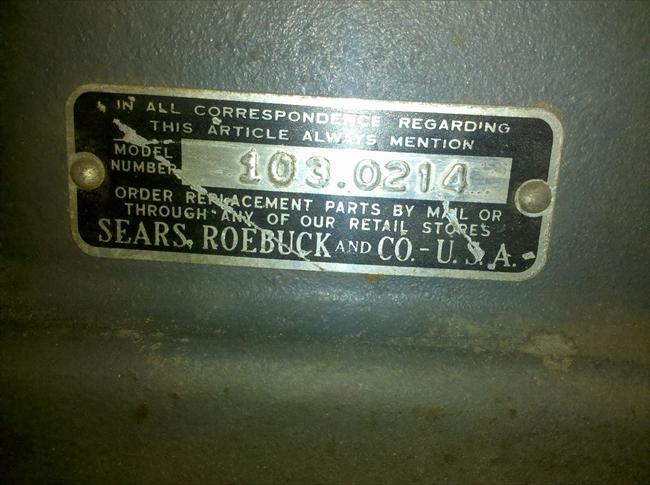 IN ALL CORRESPONDENCE REGARDING
THIS ARTICLE ALWAYS MENTION
MODEL
NUMBER 103.0214
ORDER REPLACEMENT PARTS BY MAIL OR
THROUGH ANY OF OUR RETAIL STORES
SEARS, ROEBUCK AND CO. - U.S.A.